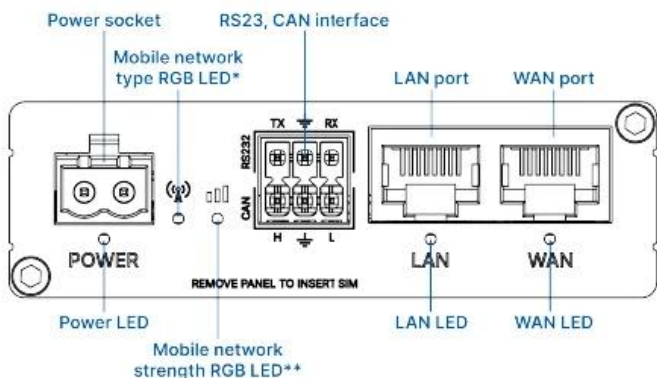 Power socket
RS23, CAN interface
Mobile network
type RGB LED*
LAN port
WAN port
TX
RX
RS232
CAN
H
L
POWER
LAN
WAN
REMOVE PANEL TO INSERT SIM
Power LED
LAN LED
WAN LED
Mobile network
strength RGB LED**